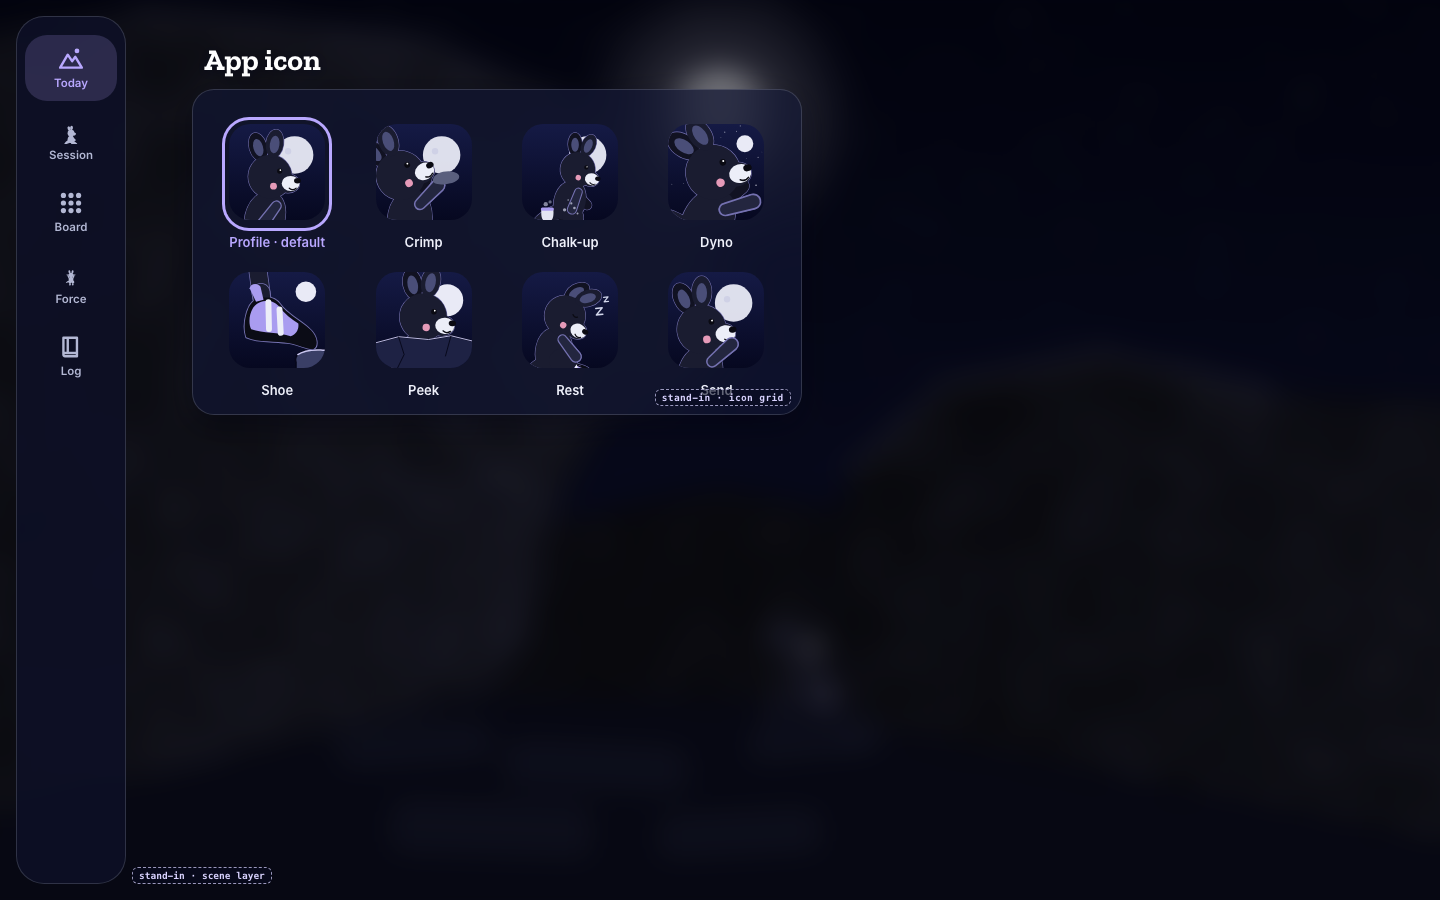 Today
Session
Board
Force
Log
App icon
Profile · default
Crimp
Chalk-up
Dyno
Shoe
Peek
z
z
Rest
Send
stand-in · icon grid
stand-in · scene layer